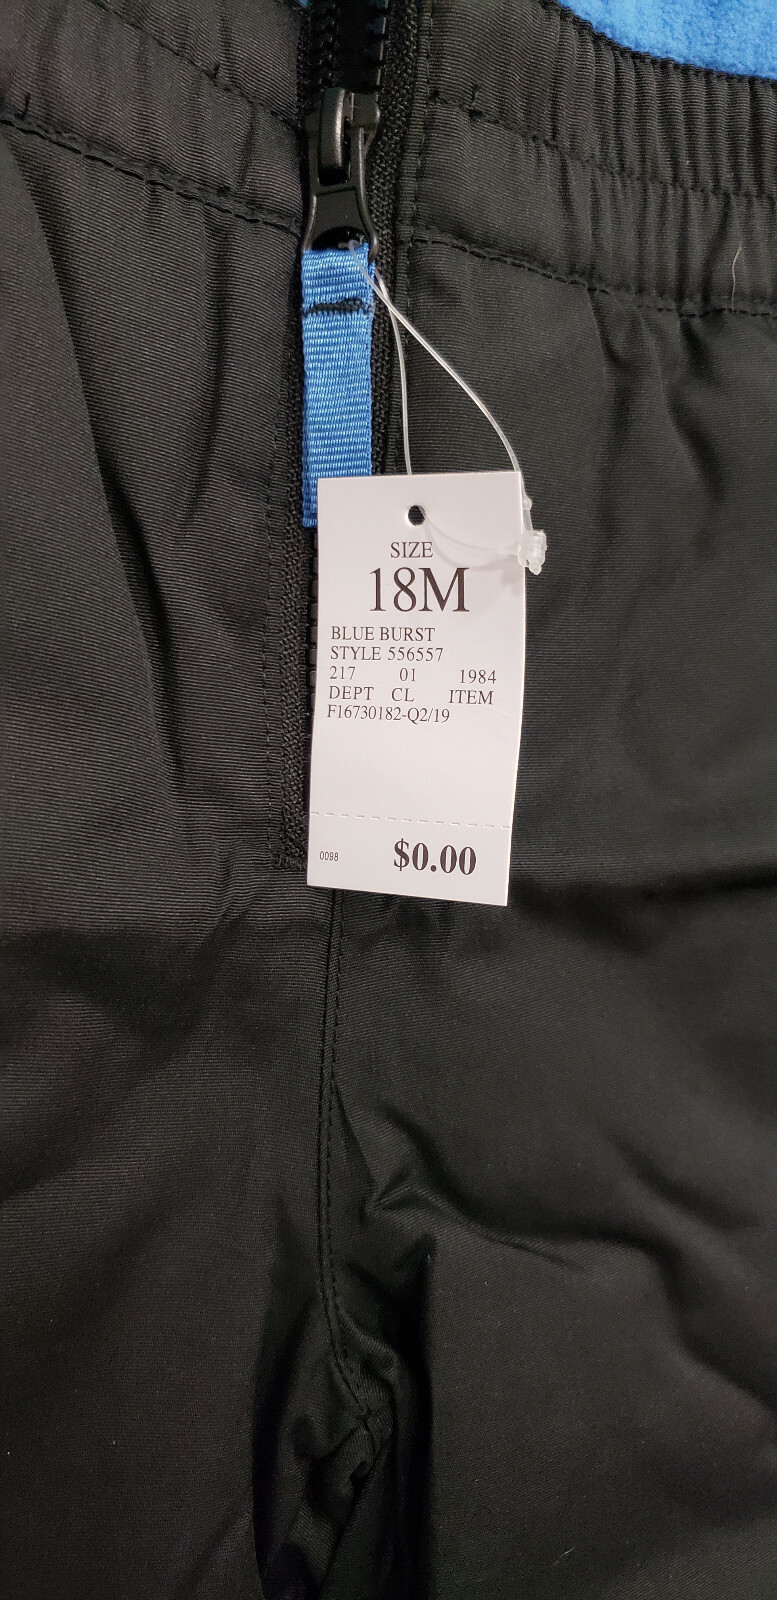 SIZE
18M
BLUE BURST
STYLE 556557
217 01 1984
DEPT CL ITEM
F16730182-Q2/19
0098 $0.00